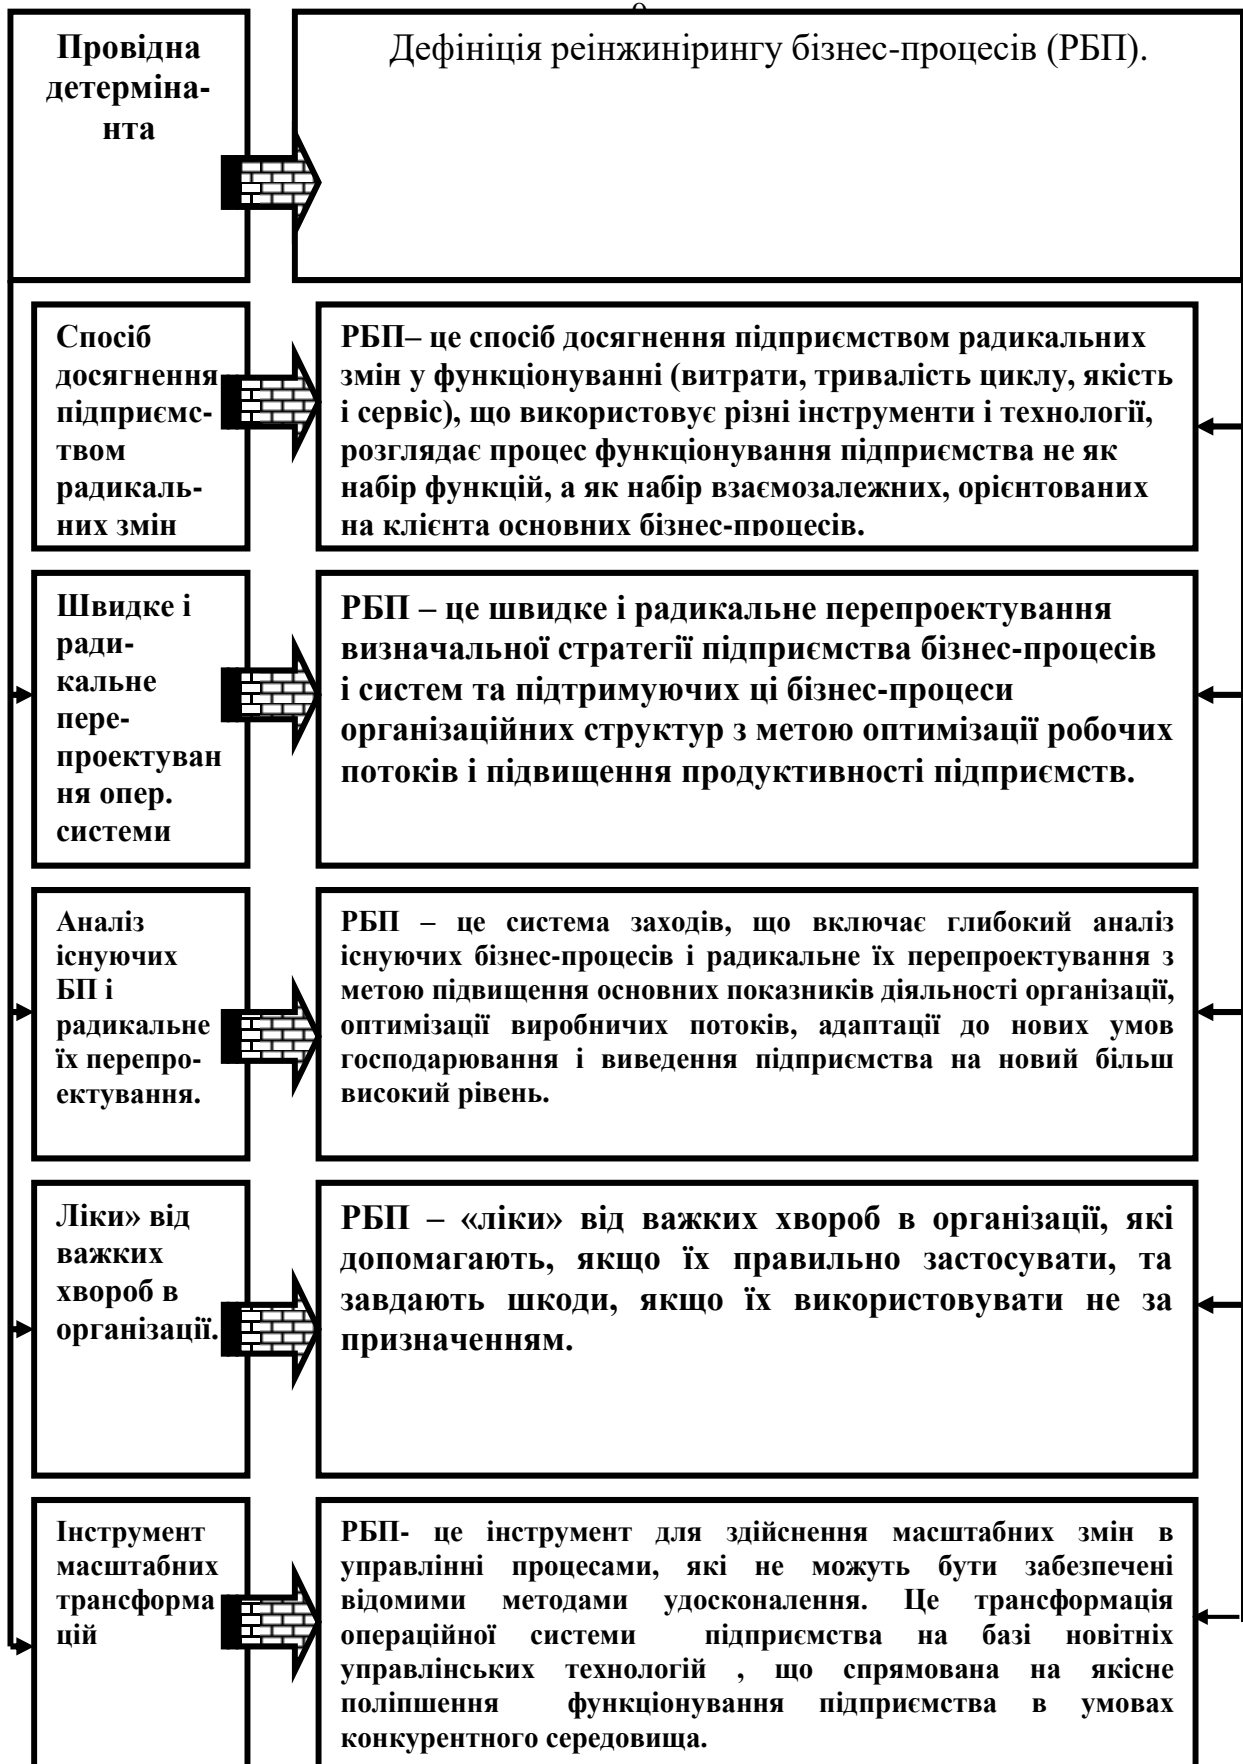 Провідна
детерміна-
нта
Дефініція реінжинірингу бізнес-процесів (РБП).
Спосіб
досягнення
підприємс-
твом
радикаль-
них змін
РБП– це спосіб досягнення підприємством радикальних
змін у функціонуванні (витрати, тривалість циклу, якість
і сервіс), що використовує різні інструменти і технології,
розглядає процес функціонування підприємства не як
набір функцій, а як набір взаємозалежних, орієнтованих
на клієнта основних бізнес-процесів.
Швидке і
ради-
кальне
пере-
проектуван
ня опер.
системи
РБП – це швидке і радикальне перепроектування
визначальної стратегії підприємства бізнес-процесів
і систем та підтримуючих ці бізнес-процеси
організаційних структур з метою оптимізації робочих
потоків і підвищення продуктивності підприємств.
Аналіз
існуючих
БП і
радикальне
їх перепро-
ектування.
РБП – це система заходів, що включає глибокий аналіз
існуючих бізнес-процесів і радикальне їх перепроектування з
метою підвищення основних показників діяльності організації,
оптимізації виробничих потоків, адаптації до нових умов
господарювання і виведення підприємства на новий більш
високий рівень.
Ліки» від
важких
хвороб в
організації.
РБП – «ліки» від важких хвороб в організації, які
допомагають, якщо їх правильно застосувати, та
завдають шкоди, якщо їх використовувати не за
призначенням.
Інструмент
масштабних
трансформа
цій
РБП- це інструмент для здійснення масштабних змін в
управлінні процесами, які не можуть бути забезпечені
відомими методами удосконалення. Це трансформація
операційної системи підприємства на базі новітніх
управлінських технологій , що спрямована на якісне
поліпшення функціонування підприємства в умовах
конкурентного середовища.